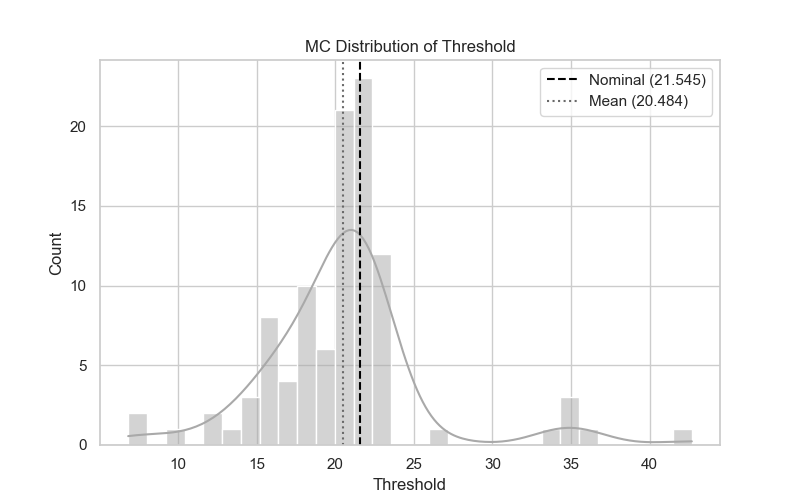 MC Distribution of Threshold
Nominal (21.545)
Mean (20.484)
Count
20
15
10
5
0
10 15 20 25 30 35 40
Threshold